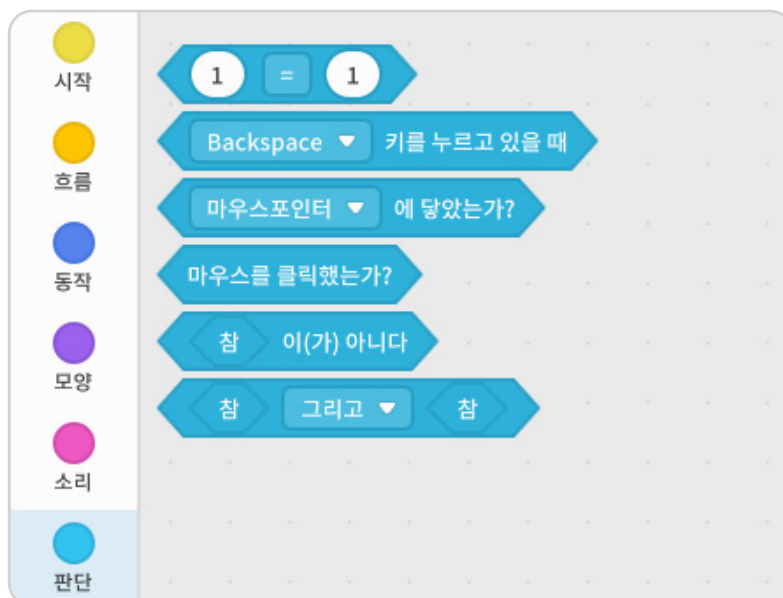 시작
흐름
동작
모양
소리
판단
1 = 1
Backspace 키를 누르고 있을 때
마우스포인터 에 닿았는가?
마우스를 클릭했는가?
참 이(가) 아니다
참 그리고 참